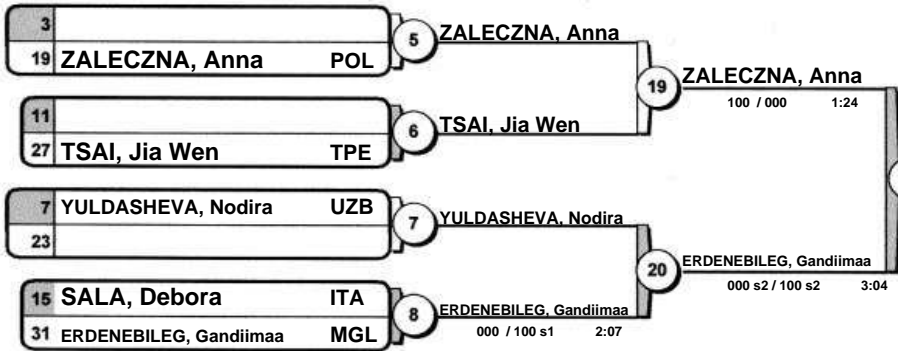 3
19 ZALECZNA, Anna POL
5 ZALECZNA, Anna
11
27 TSAI, Jia Wen TPE
6 TSAI, Jia Wen
19 ZALECZNA, Anna
100 / 000 1:24
7 YULDASHEVA, Nodira UZB
23
7 YULDASHEVA, Nodira
15 SALA, Debora ITA
31 ERDENEBILEG, Gandiimaa MGL
8 ERDENEBILEG, Gandiimaa
000 / 100 s1 2:07
20 ERDENEBILEG, Gandiimaa
000 s2 / 100 s2 3:04